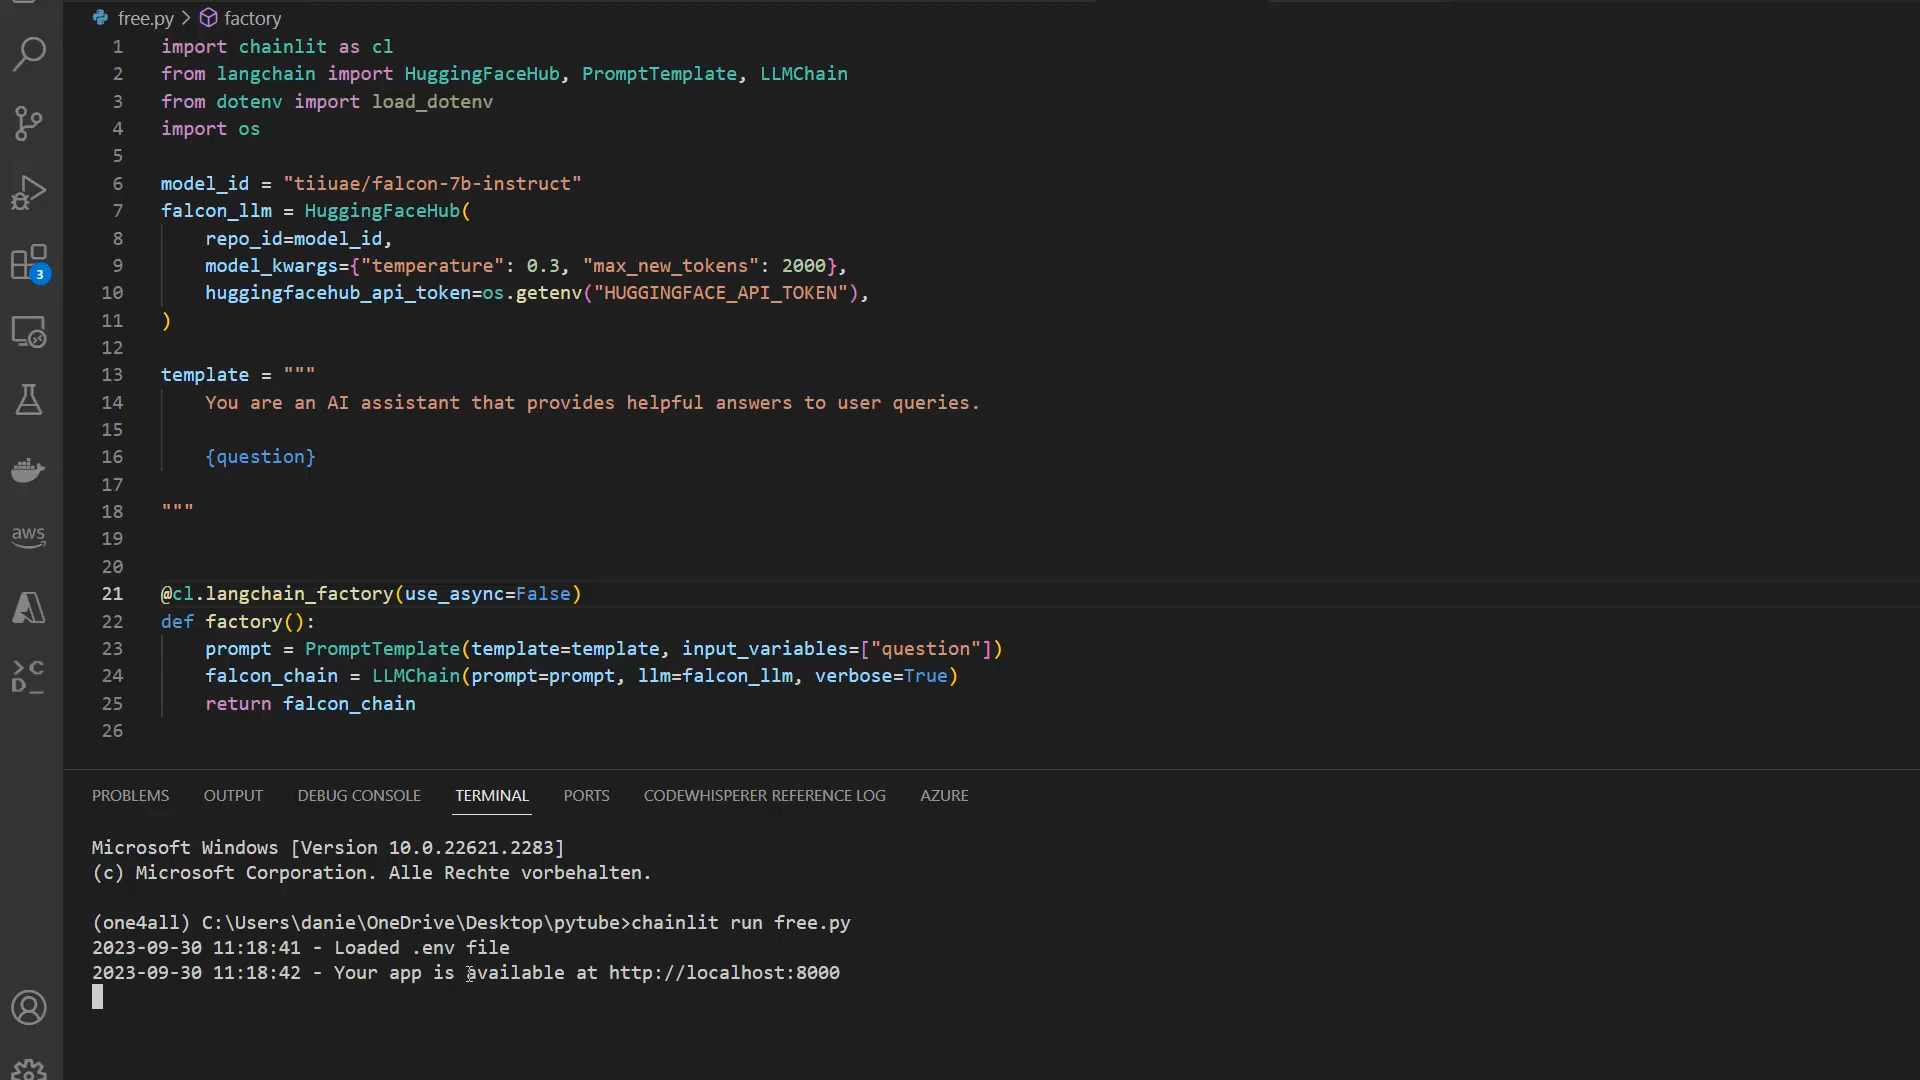 free.py > factory
1 import chainlit as cl
2 from langchain import HuggingFaceHub, PromptTemplate, LLMChain
3 from dotenv import load_dotenv
4 import os
5
6 model_id = "tiiuae/falcon-7b-instruct"
7 falcon_llm = HuggingFaceHub(
8     repo_id=model_id,
9     model_kwargs={"temperature": 0.3, "max_new_tokens": 2000},
10     huggingfacehub_api_token=os.getenv("HUGGINGFACE_API_TOKEN"),
11 )
12
13 template = """
14     You are an AI assistant that provides helpful answers to user queries.
15
16     {question}
17
18 """
19
20
21 @cl.langchain_factory(use_async=False)
22 def factory():
23     prompt = PromptTemplate(template=template, input_variables=["question"])
24     falcon_chain = LLMChain(prompt=prompt, llm=falcon_llm, verbose=True)
25     return falcon_chain
26
3
aws
PROBLEMS OUTPUT DEBUG CONSOLE TERMINAL PORTS CODEWHISPERER REFERENCE LOG AZURE
Microsoft Windows [Version 10.0.22621.2283]
(c) Microsoft Corporation. Alle Rechte vorbehalten.
(one4all) C:\Users\danie\OneDrive\Desktop\pytube>chainlit run free.py
2023-09-30 11:18:41 - Loaded .env file
2023-09-30 11:18:42 - Your app is available at http://localhost:8000